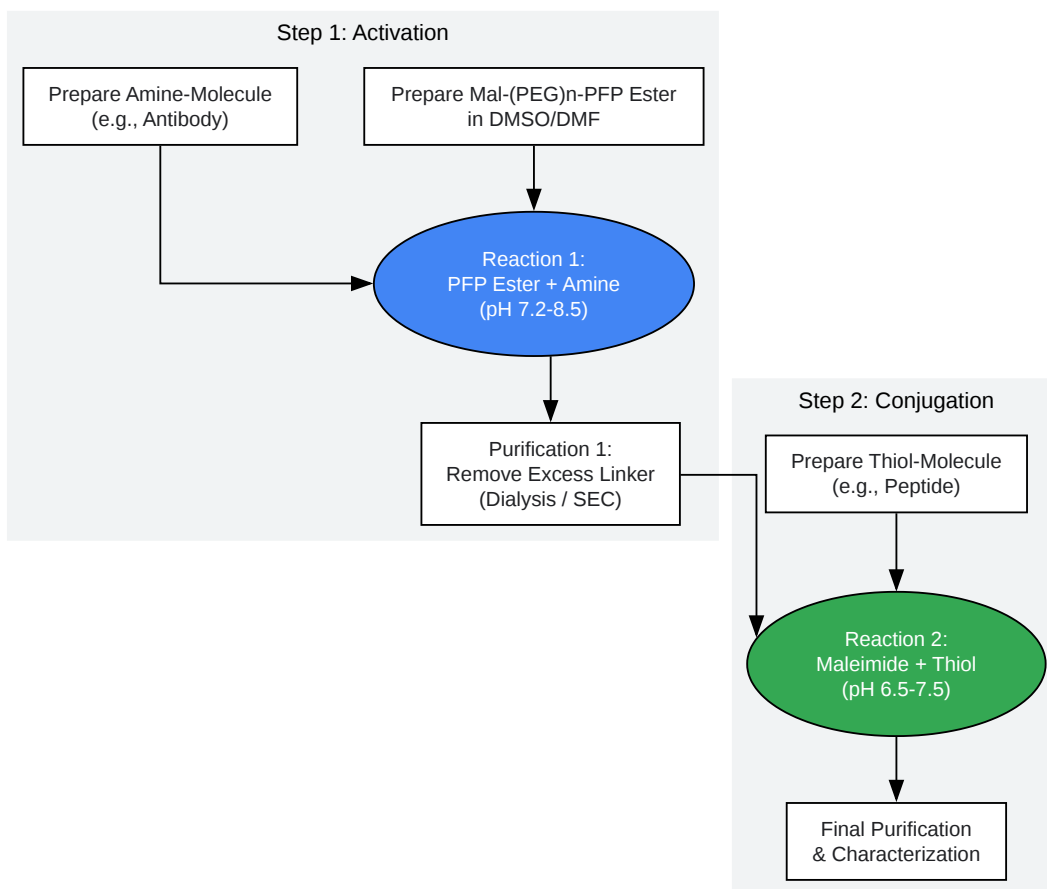 Step 1: Activation
Prepare Amine-Molecule
(e.g., Antibody)
Prepare Mal-(PEG)n-PFP Ester
in DMSO/DMF
Reaction 1:
PFP Ester + Amine
(pH 7.2-8.5)
Purification 1:
Remove Excess Linker
(Dialysis / SEC)
Step 2: Conjugation
Prepare Thiol-Molecule
(e.g., Peptide)
Reaction 2:
Maleimide + Thiol
(pH 6.5-7.5)
Final Purification
& Characterization